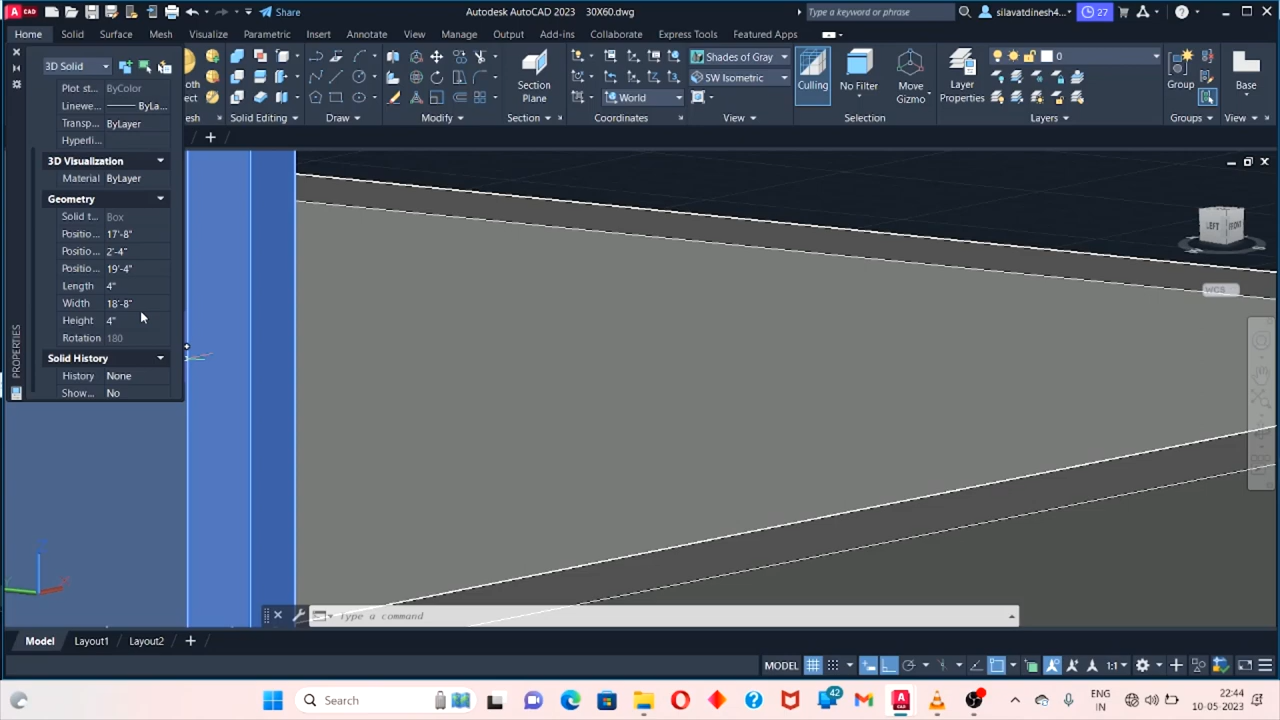 CAD
Share
Autodesk AutoCAD 2023 30X60.dwg
Type a keyword or phrase
silavatdinesh4...
27
Home Solid Surface Mesh Visualize Parametric Insert Annotate View Manage Output Add-ins Collaborate Express Tools Featured Apps
3D Solid
Plot st... ByColor
Linewe... ByLa...
Transp... ByLayer
Hyperli...
3D Visualization
Material ByLayer
Geometry
Solid t... Box
Positio... 17'-8"
Positio... 2'-4"
Positio... 19'-4"
Length 4"
Width 18'-8"
Height 4"
Rotation 180
Solid History
History None
Show... No
PROPERTIES
Solid Editing
Draw
Modify
Section Plane
Section
World
Coordinates
Shades of Gray
SW Isometric
View
Culling
No Filter
Move Gizmo
Selection
Layer Properties
0
Layers
Group
Groups
Base
View
LEFT FRONT
WCS
Type a command
Model Layout1 Layout2
MODEL
1:1
Search
42
ENG
IN
22:44
10-05-2023